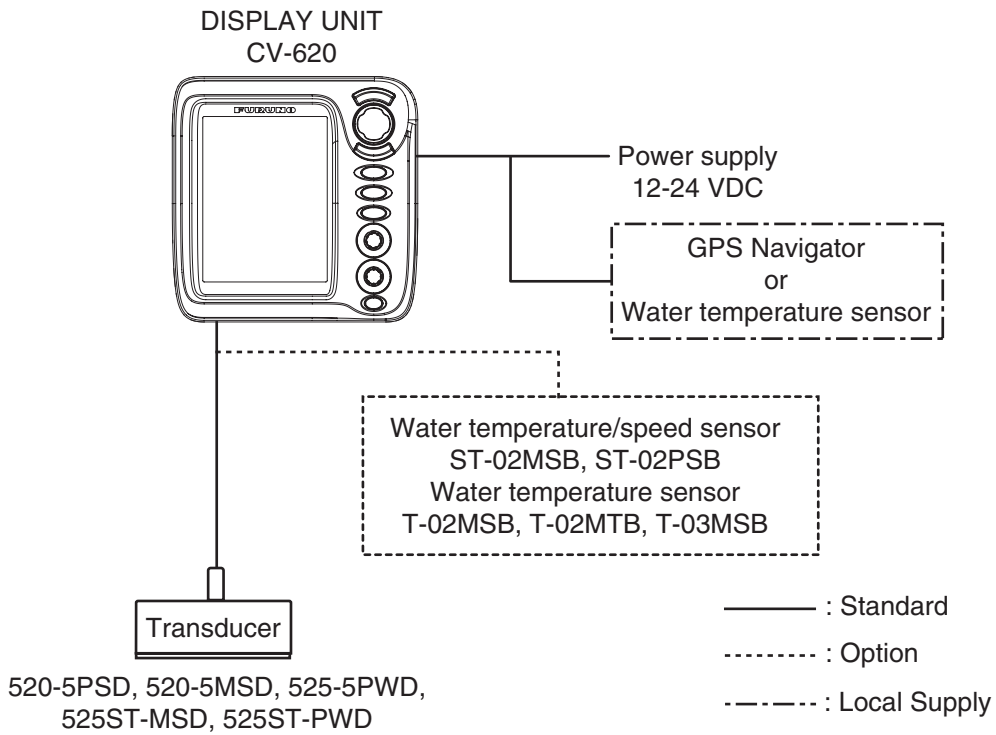 DISPLAY UNIT
CV-620
FURUNO
Power supply
12-24 VDC
GPS Navigator
or
Water temperature sensor
Water temperature/speed sensor
ST-02MSB, ST-02PSB
Water temperature sensor
T-02MSB, T-02MTB, T-03MSB
Transducer
520-5PSD, 520-5MSD, 525-5PWD,
525ST-MSD, 525ST-PWD
: Standard
: Option
: Local Supply